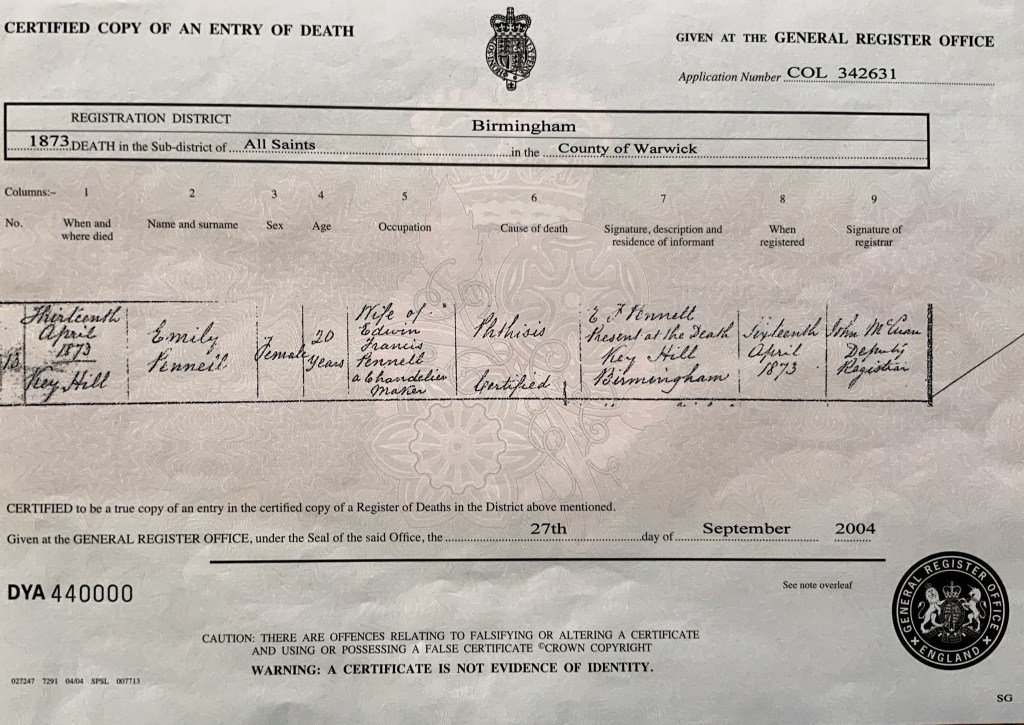 CERTIFIED COPY OF AN ENTRY OF DEATH
GIVEN AT THE GENERAL REGISTER OFFICE
Application Number COL 342631
REGISTRATION DISTRICT Birmingham
1873 DEATH in the Sub-district of All Saints in the County of Warwick
Columns:- 1 2 3 4 5 6 7 8 9
No. When and where died Name and surname Sex Age Occupation Cause of death Signature, description and residence of informant When registered Signature of registrar
13
Thirteenth
April
1873
Key Hill
Emily
Pennell
Female
20
Years
Wife of
Edwin
Francis
Pennell
a Chandelier
Maker
Phthisis
Certified
E F Pennell
Present at the Death
Key Hill
Birmingham
Sixteenth
April
1873
John
Deputy
Registrar
CERTIFIED to be a true copy of an entry in the certified copy of a Register of Deaths in the District above mentioned.
Given at the GENERAL REGISTER OFFICE, under the Seal of the said Office, the 27th day of September 2004
DYA 440000
See note overleaf
GENERAL REGISTER OFFICE
ENGLAND
CAUTION: THERE ARE OFFENCES RELATING TO FALSIFYING OR ALTERING A CERTIFICATE
AND USING OR POSSESSING A FALSE CERTIFICATE ©CROWN COPYRIGHT
WARNING: A CERTIFICATE IS NOT EVIDENCE OF IDENTITY.
027247 7291 04/04 SPSL 007713
SG